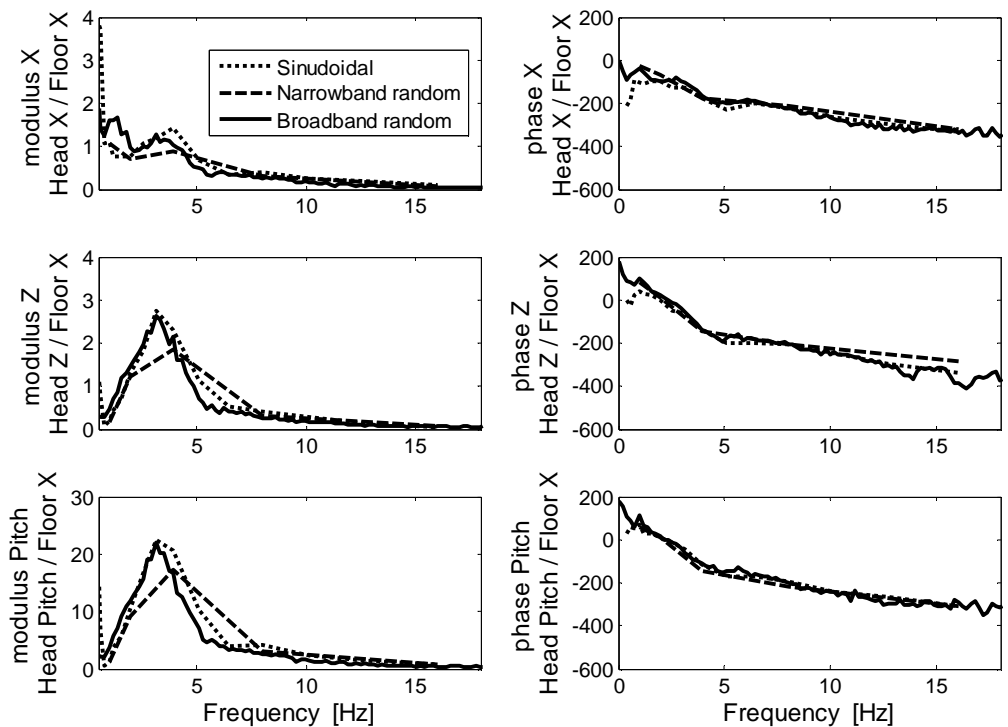 modulus X
Head X / Floor X
4
3
2
1
0
5
10
15
Sinudoidal
Narrowband random
Broadband random
phase X
Head X / Floor X
200
0
-200
-400
-600
0
5
10
15
modulus Z
Head Z / Floor X
4
3
2
1
0
5
10
15
phase Z
Head Z / Floor X
200
0
-200
-400
-600
0
5
10
15
modulus Pitch
Head Pitch / Floor X
30
20
10
0
5
10
15
Frequency [Hz]
phase Pitch
Head Pitch / Floor X
200
0
-200
-400
-600
0
5
10
15
Frequency [Hz]